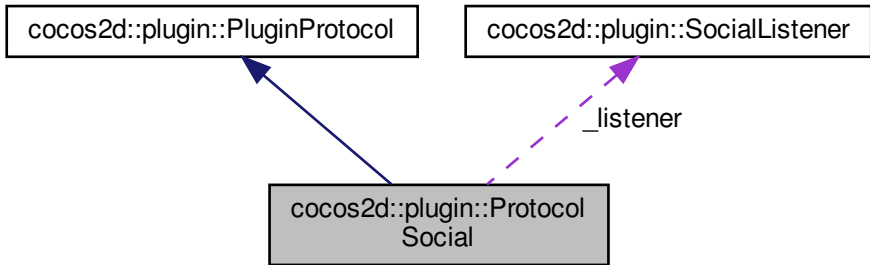 cocos2d::plugin::PluginProtocol
cocos2d::plugin::SocialListener
_listener
cocos2d::plugin::Protocol
Social